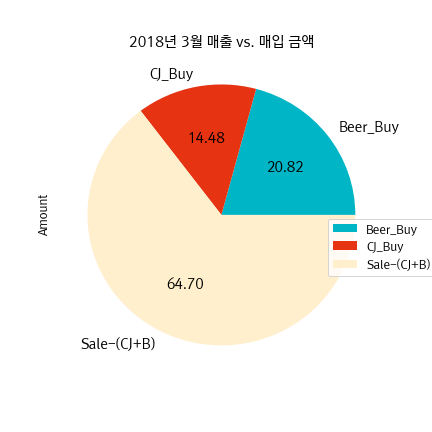 2018년 3월 매출 vs. 매입 금액
CJ_Buy
Beer_Buy
14.48
20.82
Amount
64.70
Sale-(CJ+B)
Beer_Buy
CJ_Buy
Sale-(CJ+B)